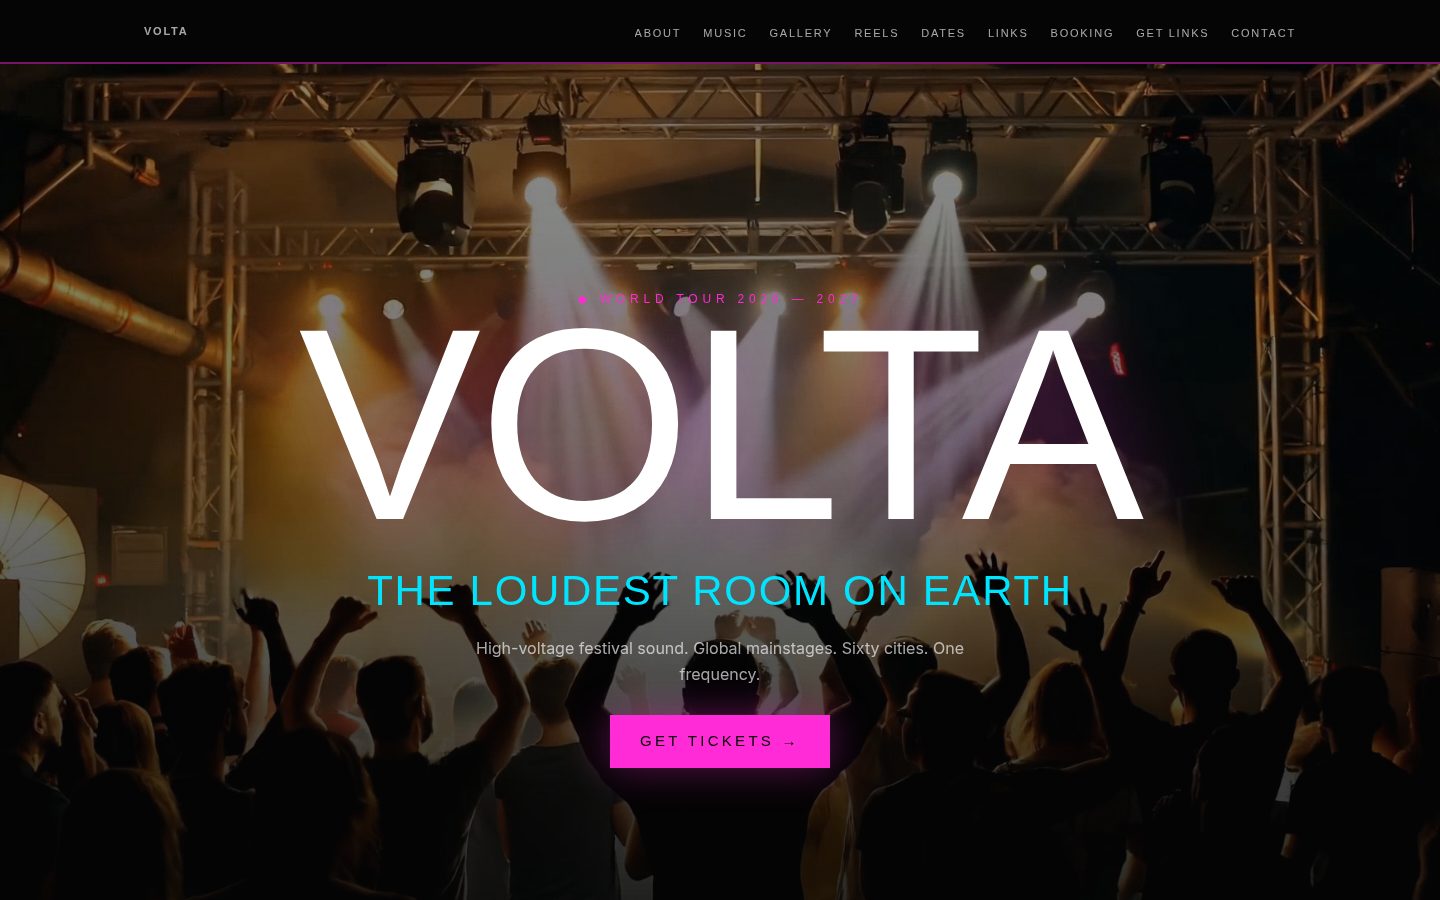 VOLTA
ABOUT MUSIC GALLERY REELS DATES LINKS BOOKING GET LINKS CONTACT
WORLD TOUR — 
VOLTA
THE LOUDEST ROOM ON EARTH
High-voltage festival sound. Global mainstages. Sixty cities. One
frequency.
GET TICKETS →